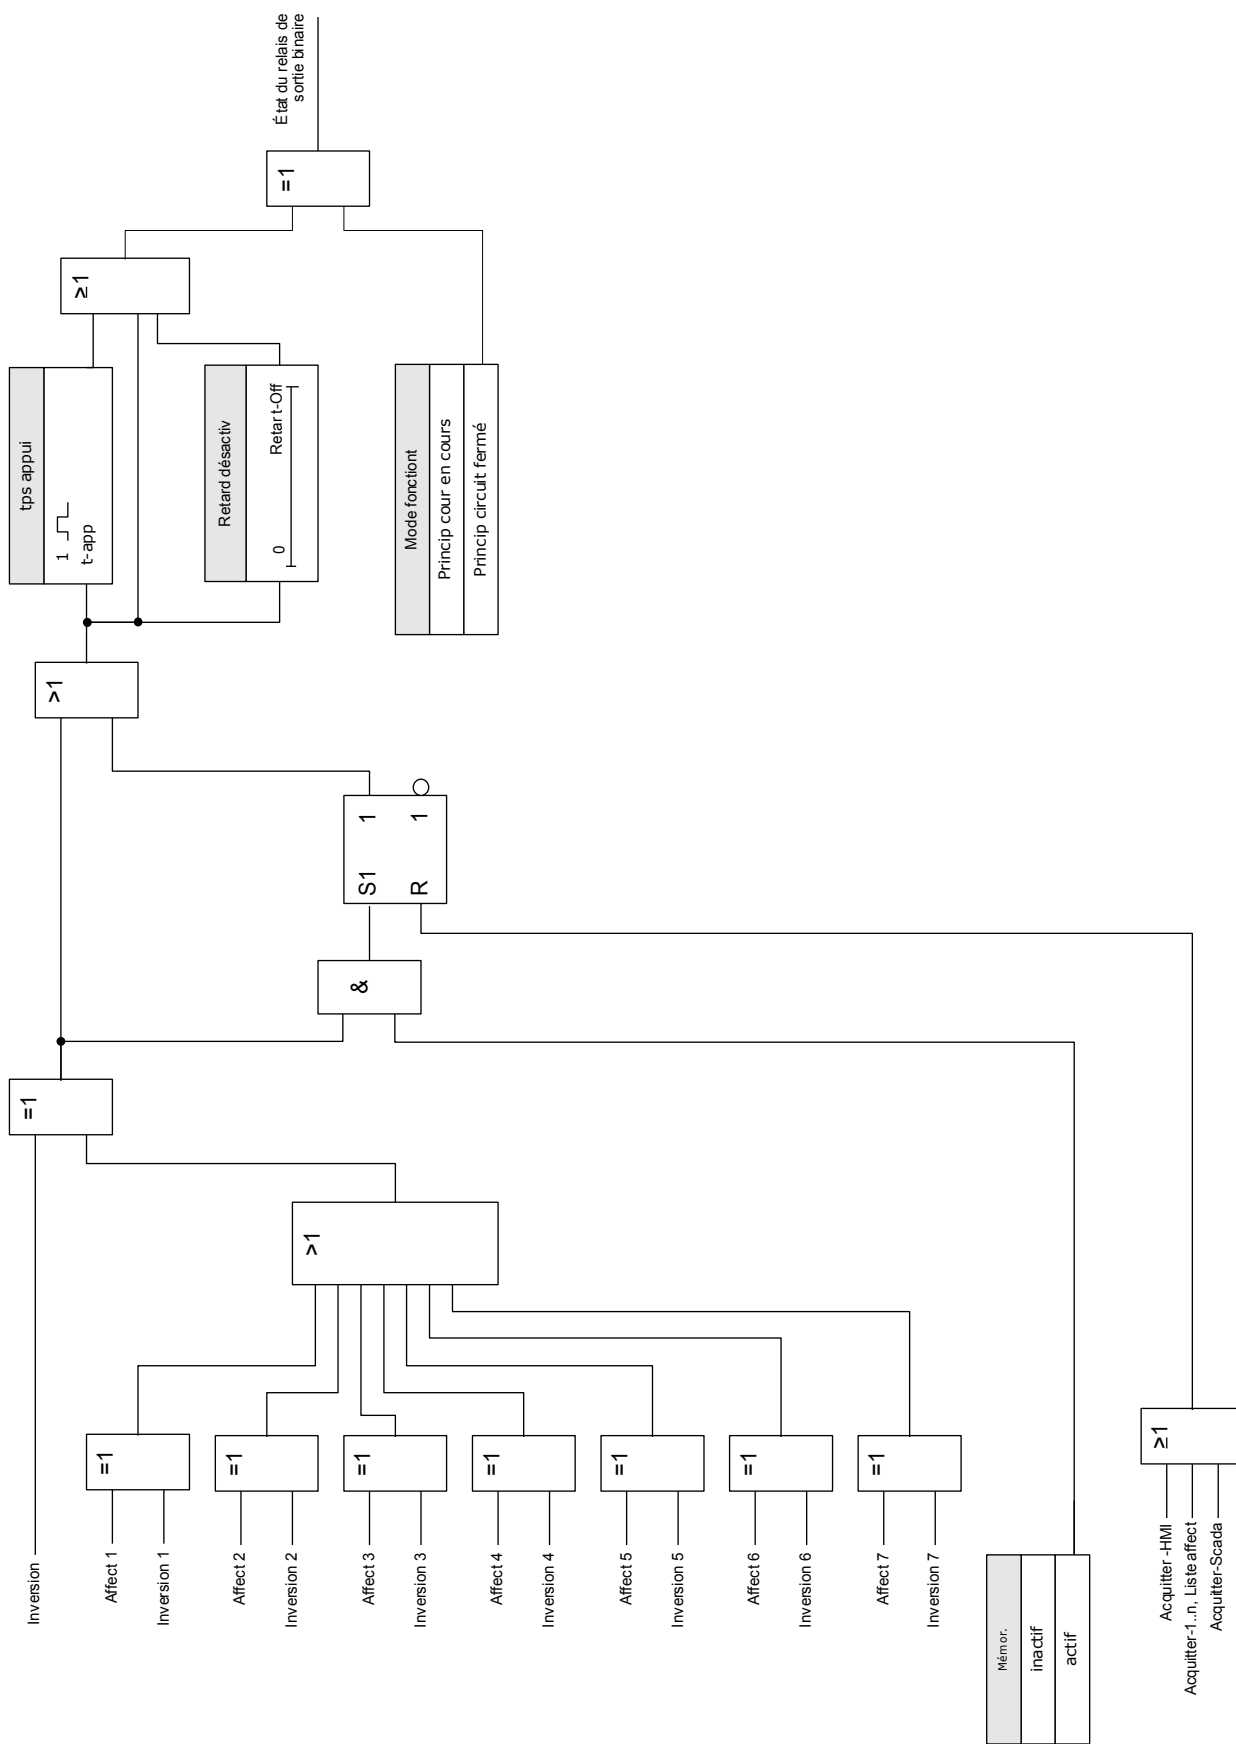 Inversion
Affect 1
Inversion 1
Affect 2
Inversion 2
Affect 3
Inversion 3
Affect 4
Inversion 4
Affect 5
Inversion 5
Affect 6
Inversion 6
Affect 7
Inversion 7
Mémor.
inactif
actif
Acquitter -HMI
Acquitter-1..n, Liste affect
Acquitter-Scada
=1
=1
=1
=1
=1
=1
=1
≥1
>1
=1
&
S1 1
R 1
>1
tps appui
1
t-app
Retard désactiv
0 Retar t-Off
Mode fonctiont
Princip cour en cours
Princip circuit fermé
≥1
=1
État du relais de
sortie binaire